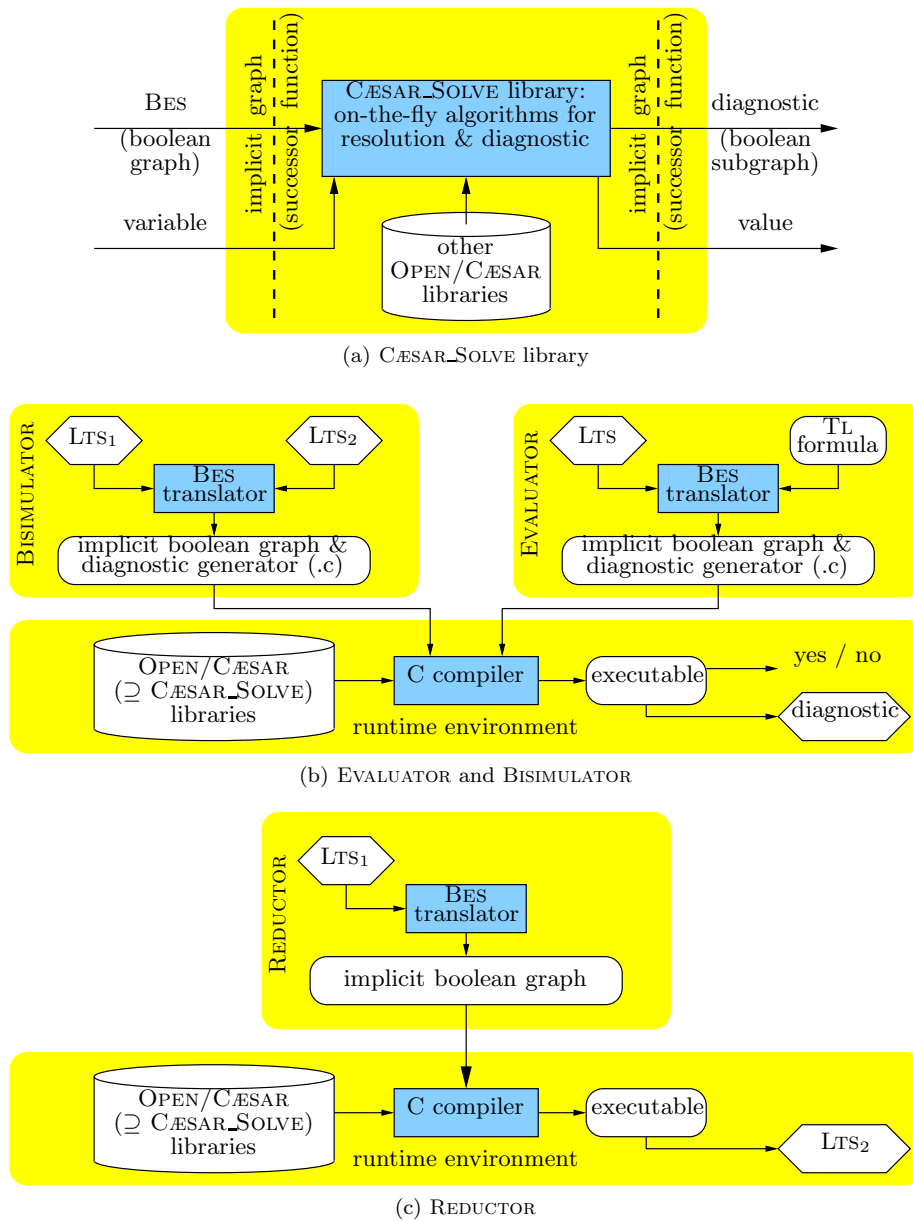 BES
(boolean
graph)
variable
implicit graph
(successor function)
CÆSAR_SOLVE library:
on-the-fly algorithms for
resolution & diagnostic
other
OPEN/CÆSAR
libraries
implicit graph
(successor function)
diagnostic
(boolean
subgraph)
value
(a) CÆSAR_SOLVE library
BISIMULATOR
LTS1
LTS2
BES
translator
implicit boolean graph &
diagnostic generator (.c)
EVALUATOR
LTS
TL
formula
BES
translator
implicit boolean graph &
diagnostic generator (.c)
OPEN/CÆSAR
(⊇ CÆSAR_SOLVE)
libraries
C compiler
runtime environment
executable
yes / no
diagnostic
(b) EVALUATOR and BISIMULATOR
REDUCTOR
LTS1
BES
translator
implicit boolean graph
OPEN/CÆSAR
(⊇ CÆSAR_SOLVE)
libraries
C compiler
runtime environment
executable
LTS2
(c) REDUCTOR